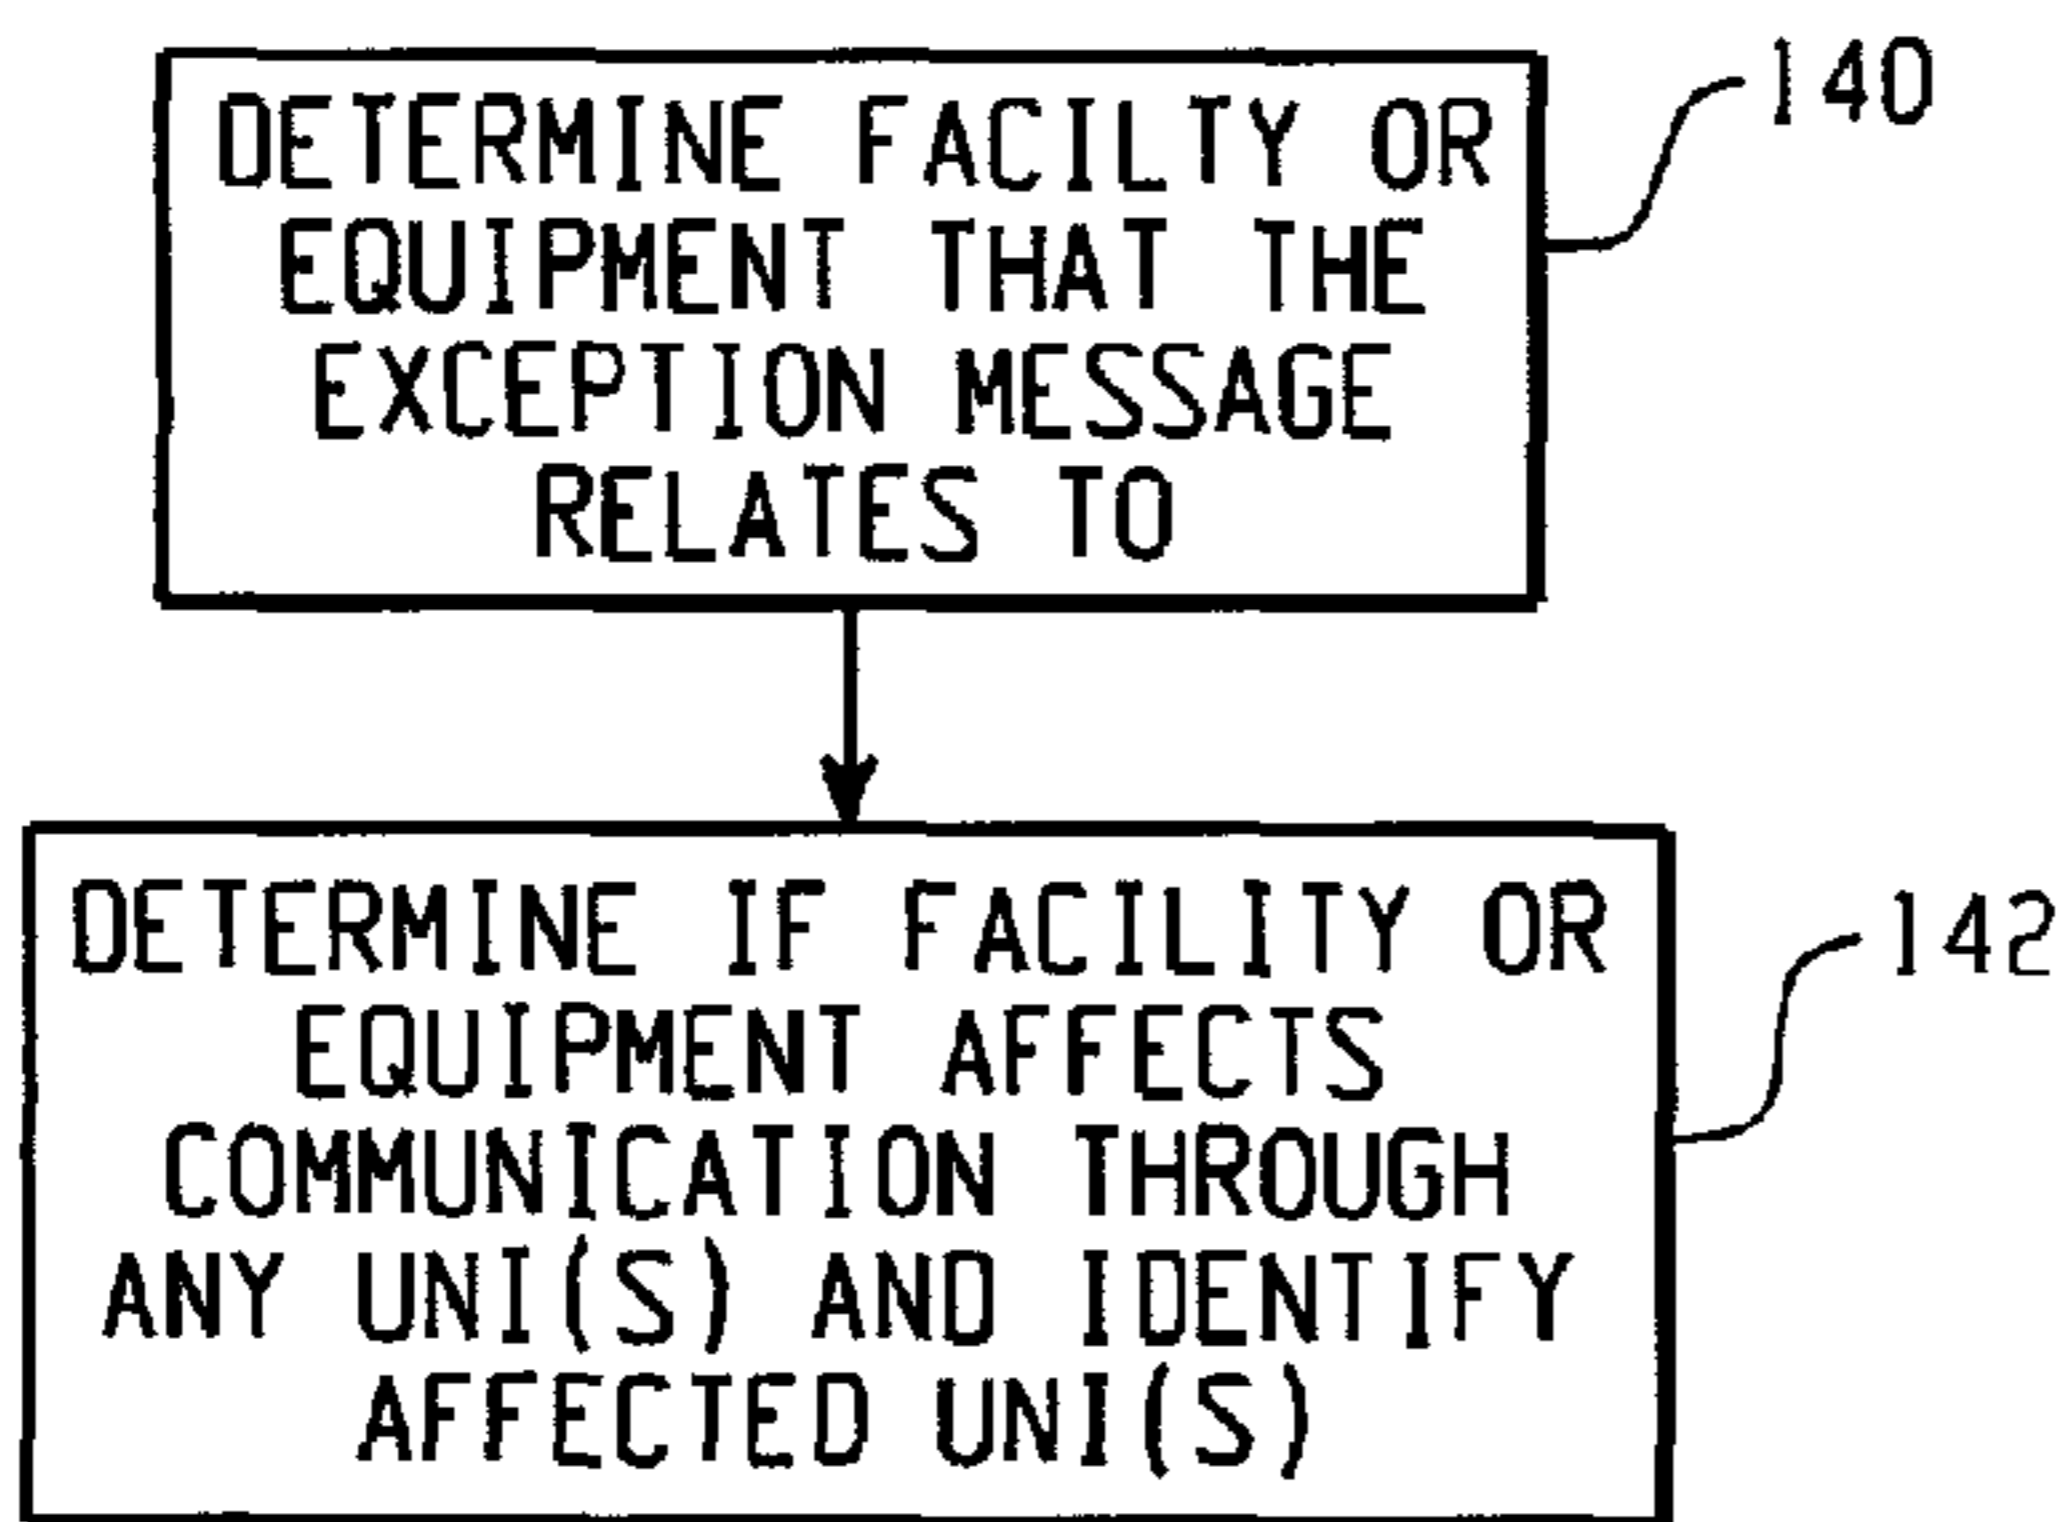 DETERMINE FACILTY OR
EQUIPMENT THAT THE
EXCEPTION MESSAGE
RELATES TO
140
DETERMINE IF FACILITY OR
EQUIPMENT AFFECTS
COMMUNICATION THROUGH
ANY UNI(S) AND IDENTIFY
AFFECTED UNI(S)
142